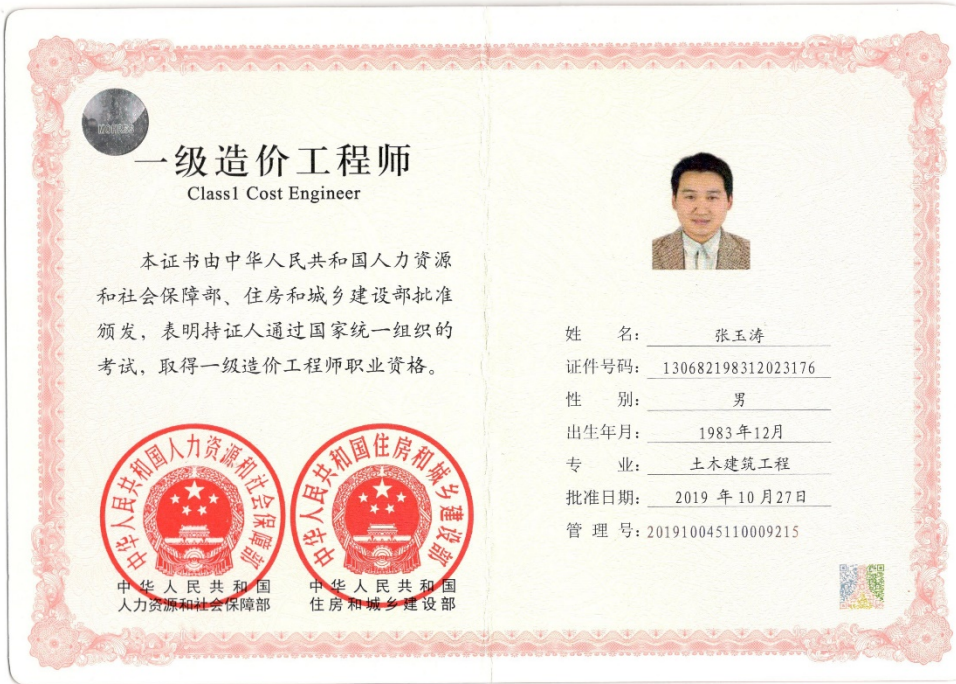 一级造价工程师
Class1 Cost Engineer
本证书由中华人民共和国人力资源
和社会保障部、住房和城乡建设部批准
颁发，表明持证人通过国家统一组织的
考试，取得一级造价工程师职业资格。
中华人民共和国人力资源和社会保障部
中华人民共和国住房和城乡建设部
中华人民共和国
人力资源和社会保障部
中华人民共和国
住房和城乡建设部
姓 名： 张玉涛
证件号码： 130682198312023176
性 别： 男
出生年月： 1983年12月
专 业： 土木建筑工程
批准日期： 2019 年 10 月 27日
管 理 号： 201910045110009215